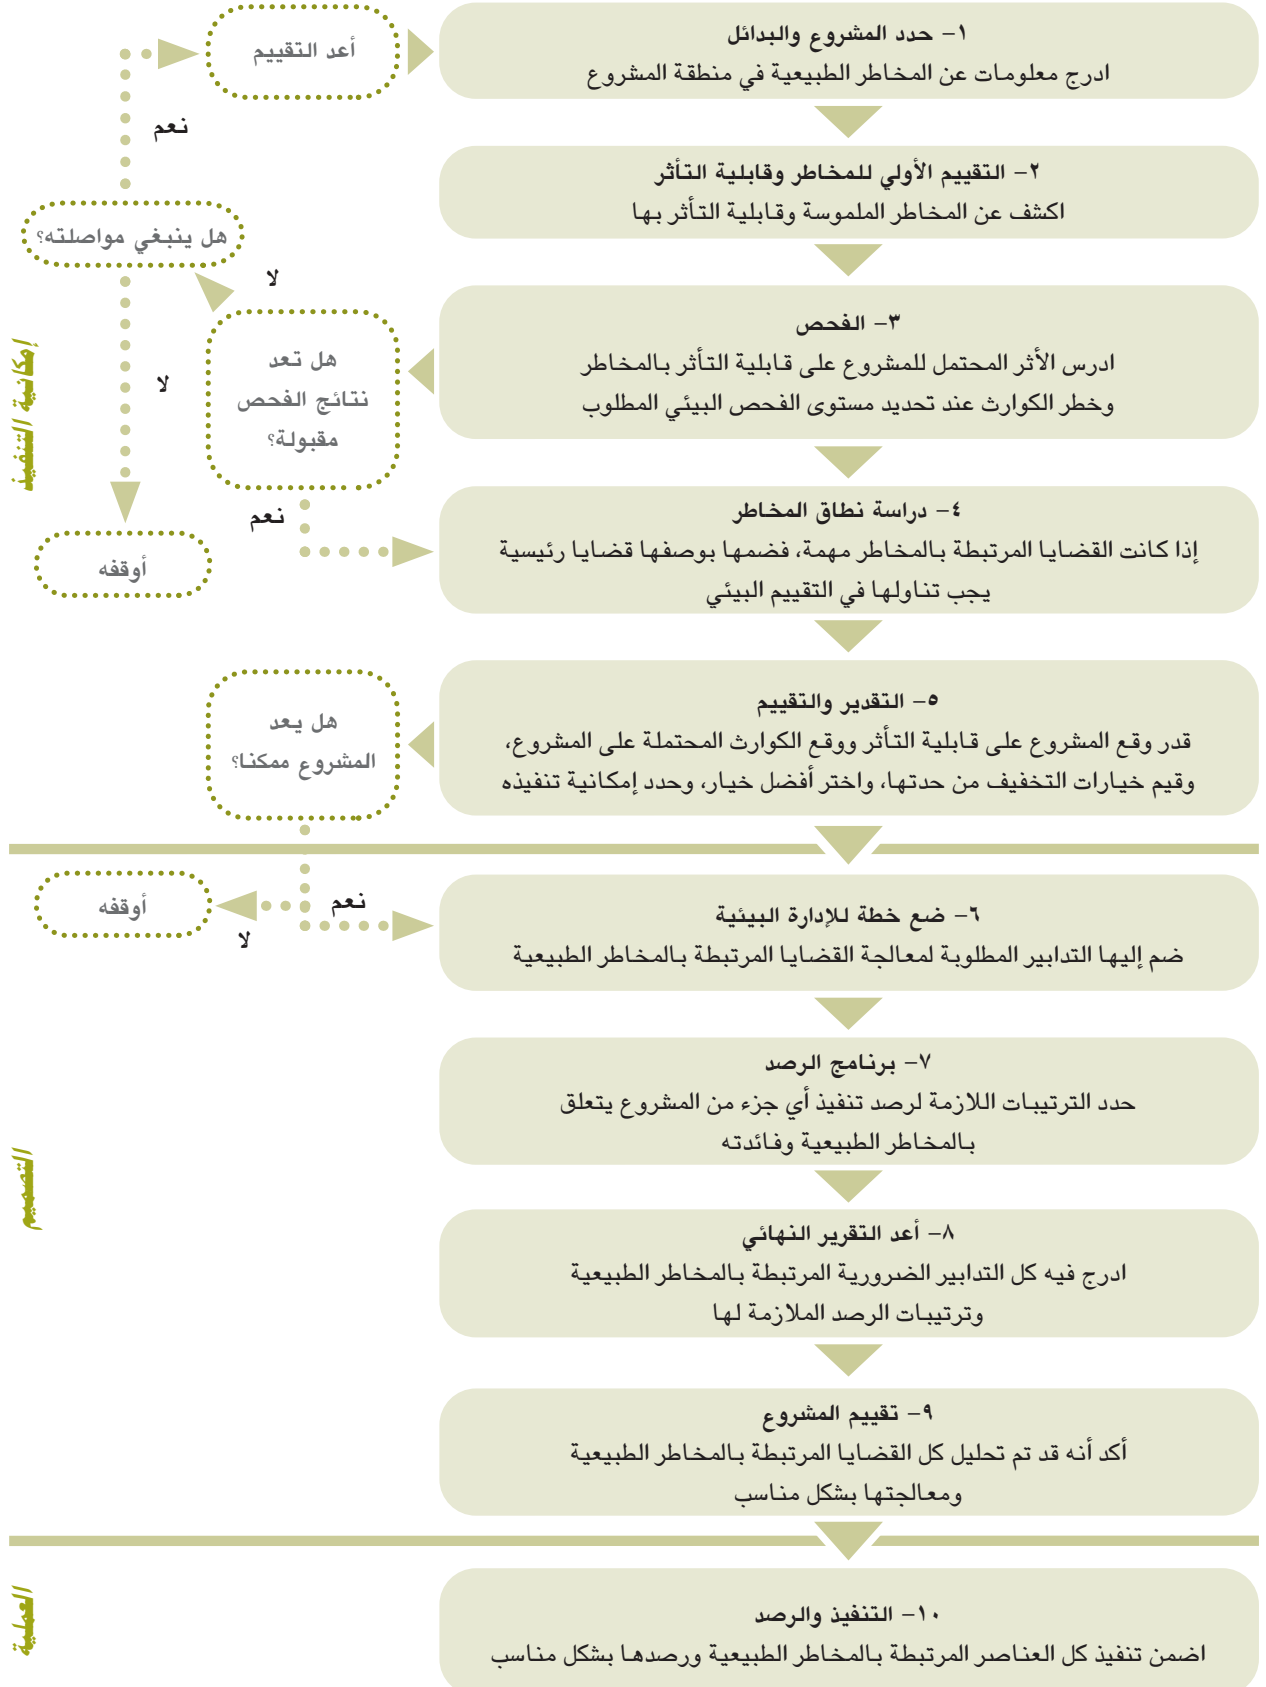 ١- حدد المشروع والبدائل
ادرج معلومات عن المخاطر الطبيعية في منطقة المشروع
أعد التقييم
نعم
٢- التقييم الأولي للمخاطر وقابلية التأثر
اكشف عن المخاطر الملموسة وقابلية التأثر بها
هل ينبغي مواصلته؟
لا
٣- الفحص
ادرس الأثر المحتمل للمشروع على قابلية التأثر بالمخاطر
وخطر الكوارث عند تحديد مستوى الفحص البيئي المطلوب
هل تعد
نتائج الفحص
مقبولة؟
لا
إمكانية التنفيذ
نعم
٤- دراسة نطاق المخاطر
إذا كانت القضايا المرتبطة بالمخاطر مهمة، فضمها بوصفها قضايا رئيسية
يجب تناولها في التقييم البيئي
أوقفه
٥- التقدير والتقييم
قدر وقع المشروع على قابلية التأثر ووقع الكوارث المحتملة على المشروع،
وقيم خيارات التخفيف من حدتها، واختر أفضل خيار، وحدد إمكانية تنفيذه
هل يعد
المشروع ممكنا؟
نعم
لا
أوقفه
٦- ضع خطة للإدارة البيئية
ضم إليها التدابير المطلوبة لمعالجة القضايا المرتبطة بالمخاطر الطبيعية
٧- برنامج الرصد
حدد الترتيبات اللازمة لرصد تنفيذ أي جزء من المشروع يتعلق
بالمخاطر الطبيعية وفائدته
التصميم
٨- أعد التقرير النهائي
ادرج فيه كل التدابير الضرورية المرتبطة بالمخاطر الطبيعية
وترتيبات الرصد الملازمة لها
٩- تقييم المشروع
أكد أنه قد تم تحليل كل القضايا المرتبطة بالمخاطر الطبيعية
ومعالجتها بشكل مناسب
العملية
١٠- التنفيذ والرصد
اضمن تنفيذ كل العناصر المرتبطة بالمخاطر الطبيعية ورصدها بشكل مناسب